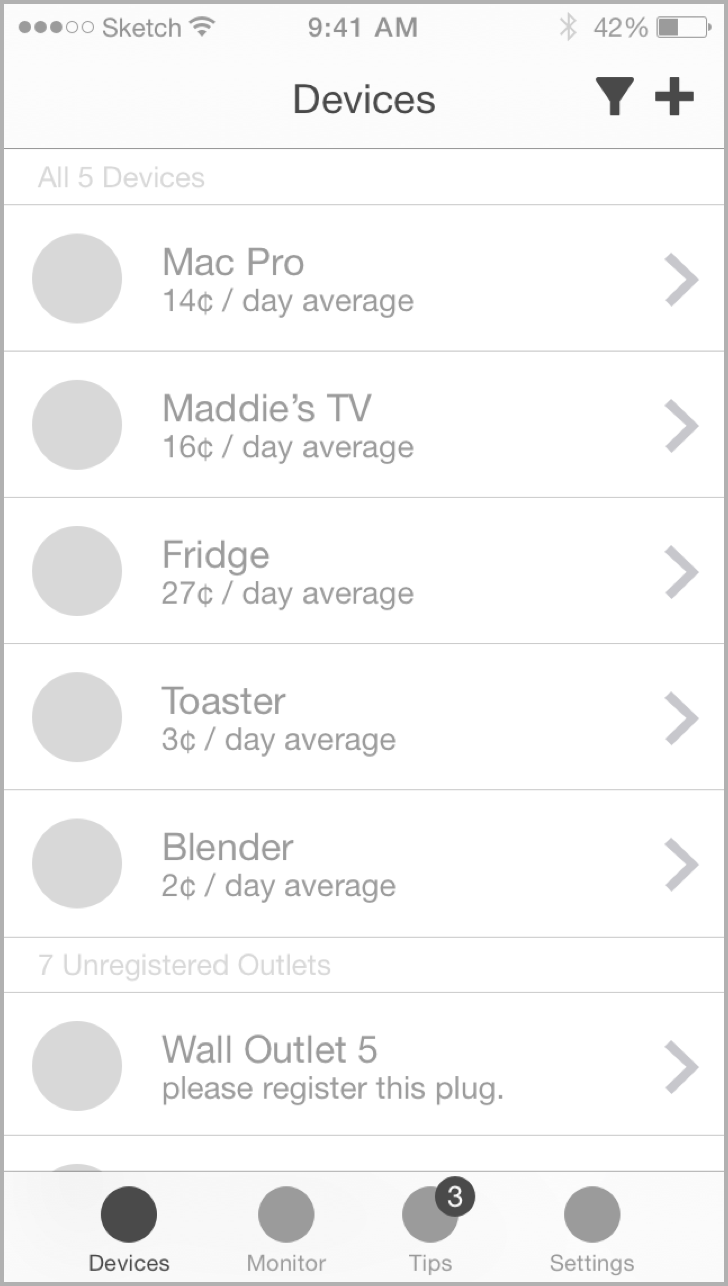 Sketch 9:41 AM 42%
Devices
All 5 Devices
Mac Pro
14¢ / day average
Maddie’s TV
16¢ / day average
Fridge
27¢ / day average
Toaster
3¢ / day average
Blender
2¢ / day average
7 Unregistered Outlets
Wall Outlet 5
please register this plug.
3
Devices Monitor Tips Settings